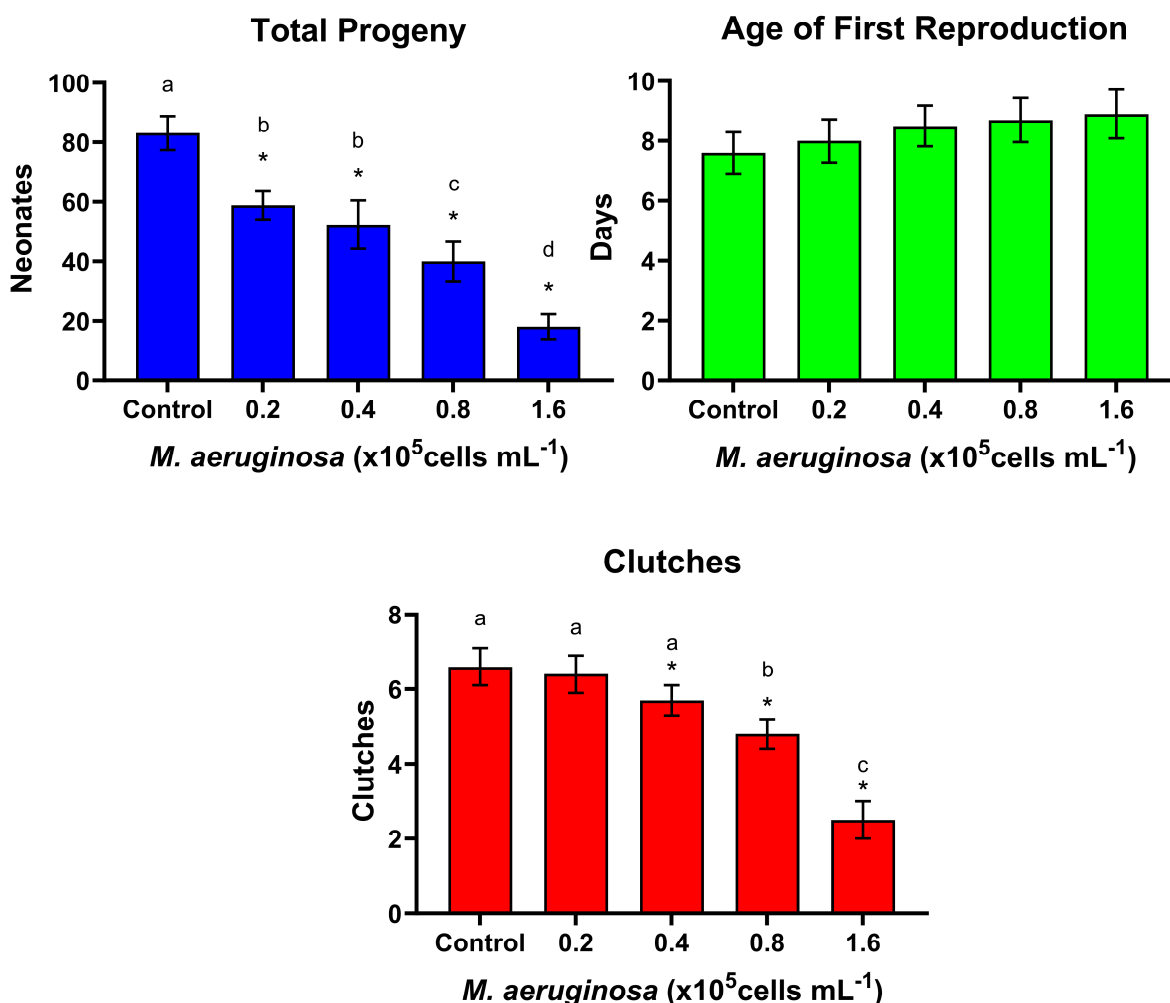 Total Progeny
Neonates
100
80
60
40
20
0
a
b
*
b
*
c
*
d
*
Control 0.2 0.4 0.8 1.6
M. aeruginosa (x10⁵cells mL⁻¹)
Age of First Reproduction
Days
10
8
6
4
2
0
Control 0.2 0.4 0.8 1.6
M. aeruginosa (x10⁵cells mL⁻¹)
Clutches
Clutches
8
6
4
2
0
a
a
a
*
b
*
c
*
Control 0.2 0.4 0.8 1.6
M. aeruginosa (x10⁵cells mL⁻¹)